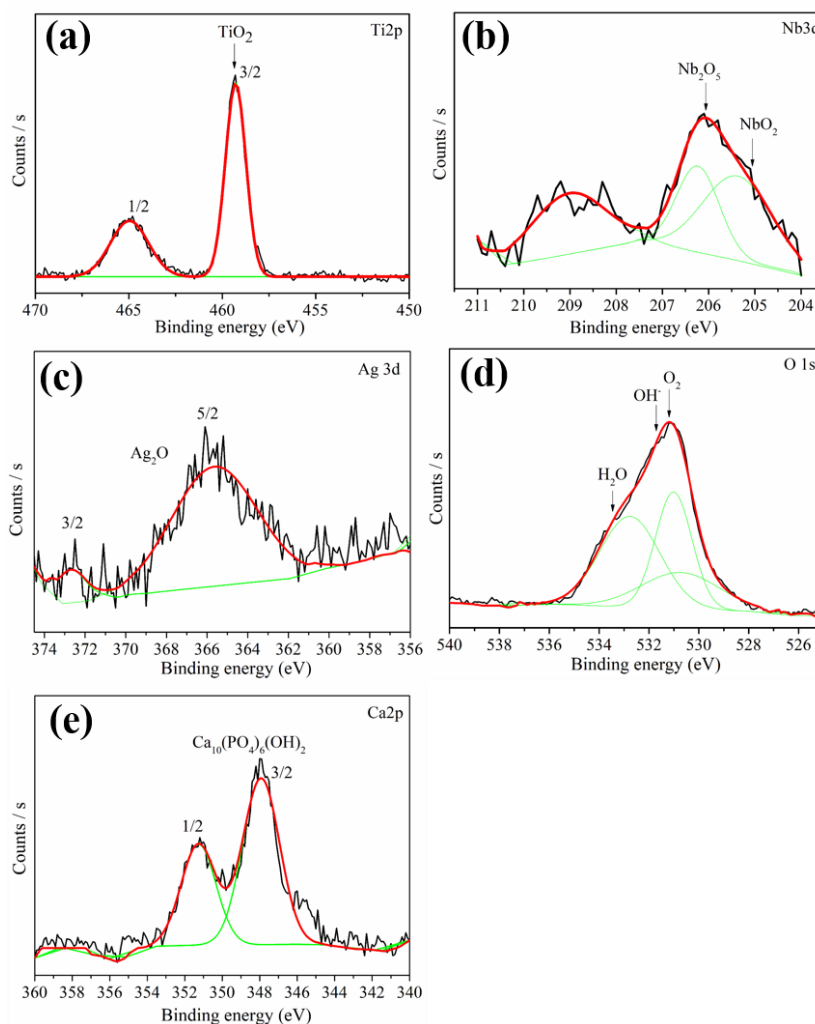 (a)
TiO₂
Ti2p
3/2
1/2
Counts / s
470 465 460 455 450
Binding energy (eV)
(b)
Nb3d
Nb₂O₅
NbO₂
Counts / s
211 210 209 208 207 206 205 204
Binding energy (eV)
(c)
Ag 3d
5/2
Ag₂O
3/2
Counts / s
374 372 370 368 366 364 362 360 358 356
Binding energy (eV)
(d)
O 1s
O₂
OH⁻
H₂O
Counts / s
540 538 536 534 532 530 528 526
Binding energy (eV)
(e)
Ca2p
Ca₁₀(PO₄)₆(OH)₂
3/2
1/2
Counts / s
360 358 356 354 352 350 348 346 344 342 340
Binding energy (eV)